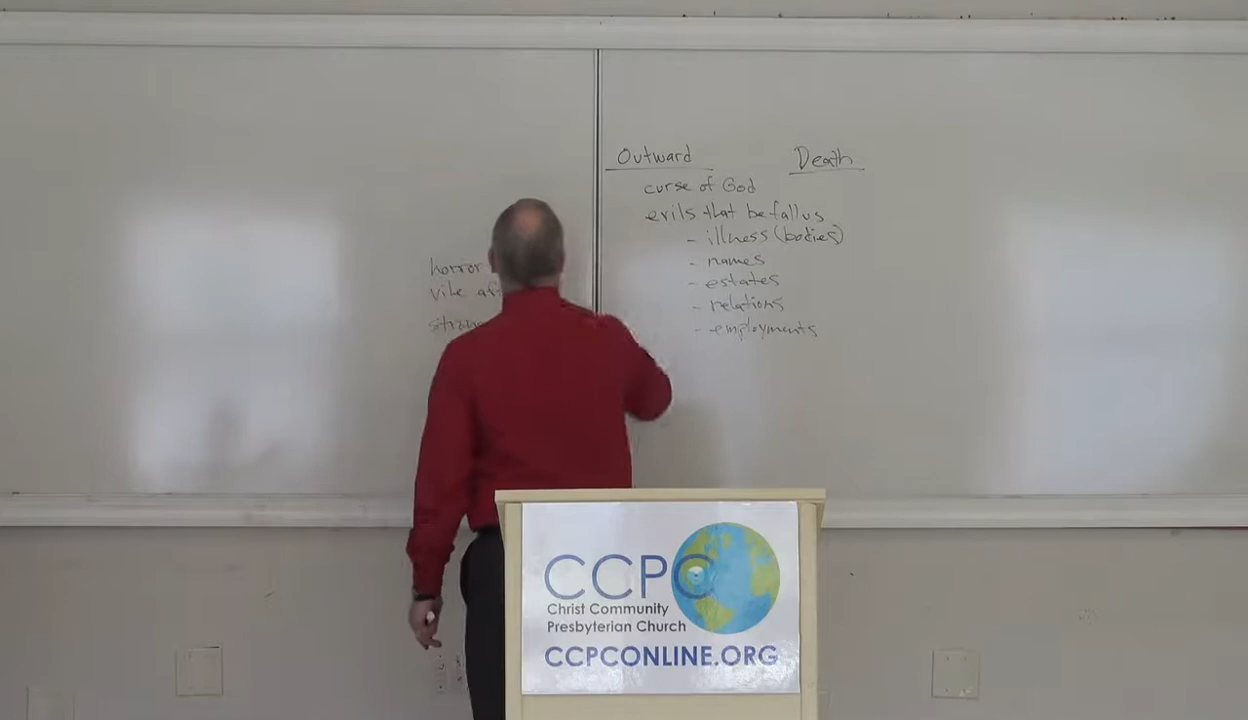 Outward
Death
curse of God
evils that befall us
- illness (bodies)
- names
- estates
- relations
- employments
horror
vile
CCPC
Christ Community
Presbyterian Church
CCPCONLINE.ORG